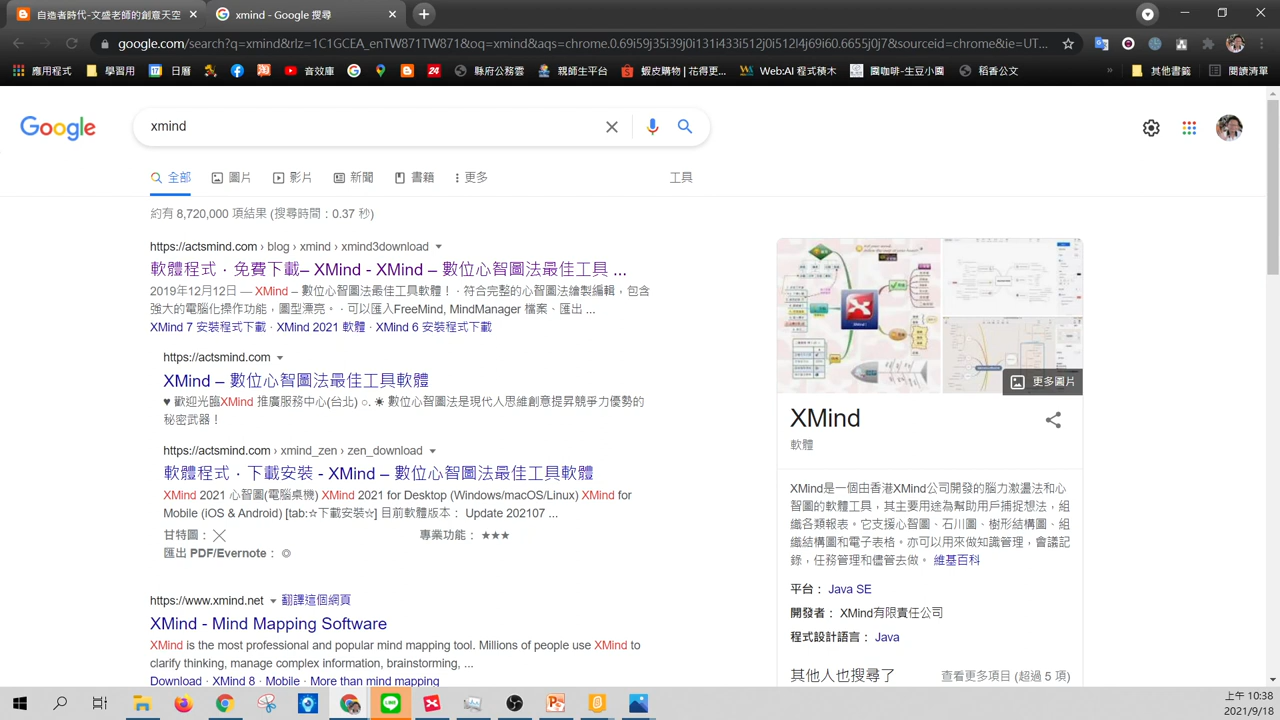 自造者時代-文盛老師的創意天空
xmind - Google 搜尋
google.com/search?q=xmind&rlz=1C1GCEA_enTW871TW871&oq=xmind&aqs=chrome.0.69i59j35i39j0i131i433i512j0i512l4j69i60.6655j0j7&sourceid=chrome&ie=UT...
應用程式 學習用 日曆 音效庫 24 縣府公務雲 親師生平台 蝦皮購物 | 花得更... Web:AI 程式積木 國咖啡-生主小園 稻香公文 » 其他書籤 閱讀清單
Google
xmind
全部 圖片 影片 新聞 書籍 更多 工具
約有 8,720,000 項結果 (搜尋時間：0.37 秒)
https://actsmind.com › blog › xmind › xmind3download
軟體程式．免費下載– XMind - XMind – 數位心智圖法最佳工具 ...
2019年12月12日 — XMind – 數位心智圖法最佳工具軟體！ · 符合完整的心智圖法繪製編輯，包含
強大的電腦化操作功能，圖型漂亮。 · 可以匯入FreeMind, MindManager 檔案、匯出 ...
XMind 7 安裝程式下載 · XMind 2021 軟體 · XMind 6 安裝程式下載
https://actsmind.com
XMind – 數位心智圖法最佳工具軟體
♥ 歡迎光臨XMind 推廣服務中心(台北) ○. ☀ 數位心智圖法是現代人思維創意提昇競爭力優勢的
秘密武器！
https://actsmind.com › xmind_zen › zen_download
軟體程式．下載安裝 - XMind – 數位心智圖法最佳工具軟體
XMind 2021 心智圖(電腦桌機) XMind 2021 for Desktop (Windows/macOS/Linux) XMind for
Mobile (iOS & Android) [tab:☆下載安裝☆] 目前軟體版本： Update 202107 ...
甘特圖：╳ 專業功能：★★★
匯出 PDF/Evernote：◎
https://www.xmind.net 翻譯這個網頁
XMind - Mind Mapping Software
XMind is the most professional and popular mind mapping tool. Millions of people use XMind to
clarify thinking, manage complex information, brainstorming, ...
Download · XMind 8 · Mobile · More than mind mapping
更多圖片
XMind
軟體
XMind是一個由香港XMind公司開發的腦力激盪法和心
智圖的軟體工具，其主要用途為幫助用戶捕捉想法，組
織各類報表。它支援心智圖、石川圖、樹形結構圖、組
織結構圖和電子表格。亦可以用來做知識管理，會議記
錄，任務管理和儘管去做。 維基百科
平台： Java SE
開發者： XMind有限責任公司
程式設計語言： Java
其他人也搜尋了 查看更多項目 (超過 5 項)
上午 10:38
2021/9/18